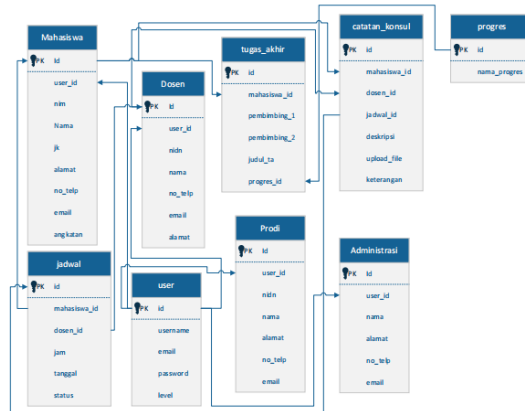 Mahasiswa
PK Id
user_id
nim
Nama
jk
alamat
no_telp
email
angkatan
Dosen
PK Id
user_id
nidn
nama
no_telp
email
alamat
tugas_akhir
PK id
mahasiswa_id
pembimbing_1
pembimbing_2
judul_ta
progres_id
catatan_konsul
PK id
mahasiswa_id
dosen_id
jadwal_id
deskripsi
upload_file
keterangan
progres
PK id
nama_progres
jadwal
PK id
mahasiswa_id
dosen_id
jam
tanggal
status
user
PK id
username
email
password
level
Prodi
PK Id
user_id
nidn
nama
alamat
no_telp
email
Administrasi
PK Id
user_id
nama
alamat
no_telp
email